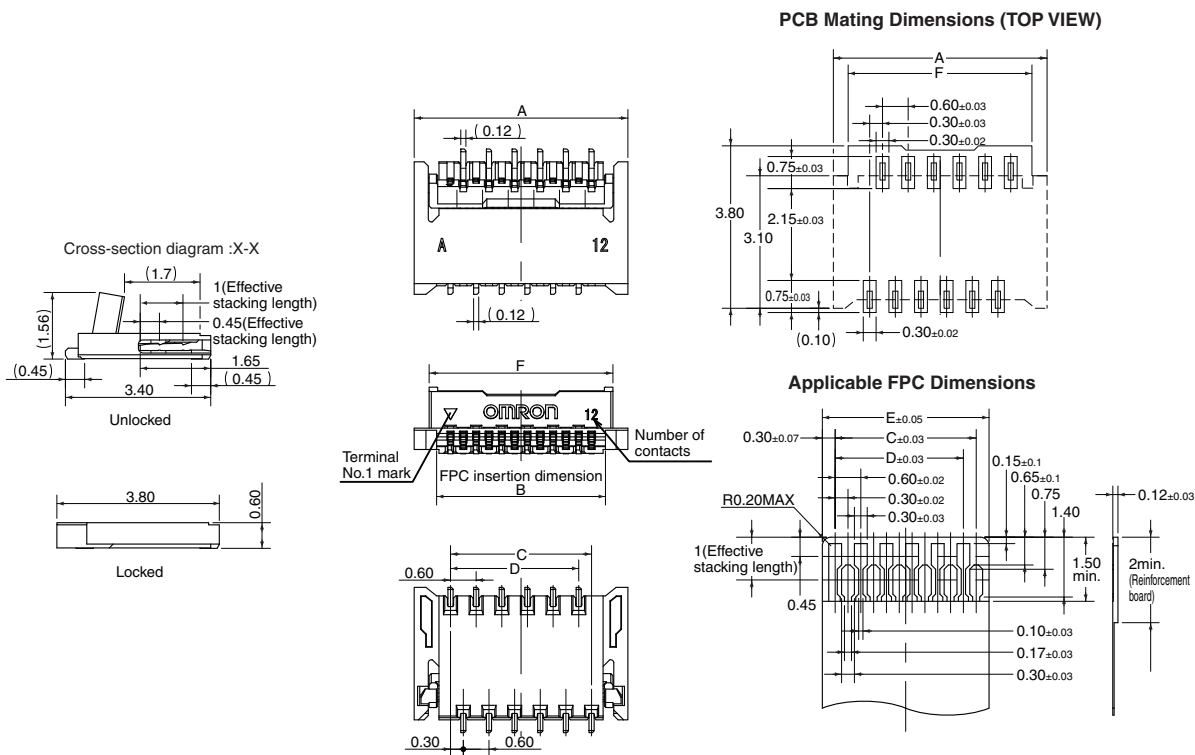 PCB Mating Dimensions (TOP VIEW)
A
F
0.60±0.03
0.30±0.03
0.30±0.02
0.75±0.03
3.80
2.15±0.03
3.10
0.75±0.03
(0.10)
0.30±0.02
A
(0.12)
A
12
(0.12)
Cross-section diagram :X-X
(1.7)
1(Effective
stacking length)
0.45(Effective
stacking length)
(1.56)
(0.45)
1.65
(0.45)
3.40
Unlocked
3.80
0.60
Locked
F
OMRON
12
Terminal
No.1 mark
Number of
contacts
FPC insertion dimension
B
C
D
0.60
0.30
0.60
Applicable FPC Dimensions
E±0.05
0.30±0.07
C±0.03
D±0.03
0.15±0.1
0.60±0.02
0.65±0.1
R0.20MAX
0.30±0.02
0.75
0.12±0.03
0.30±0.03
1.40
1(Effective
stacking length)
1.50
min.
2min.
(Reinforcement
board)
0.45
0.10±0.03
0.17±0.03
0.30±0.03